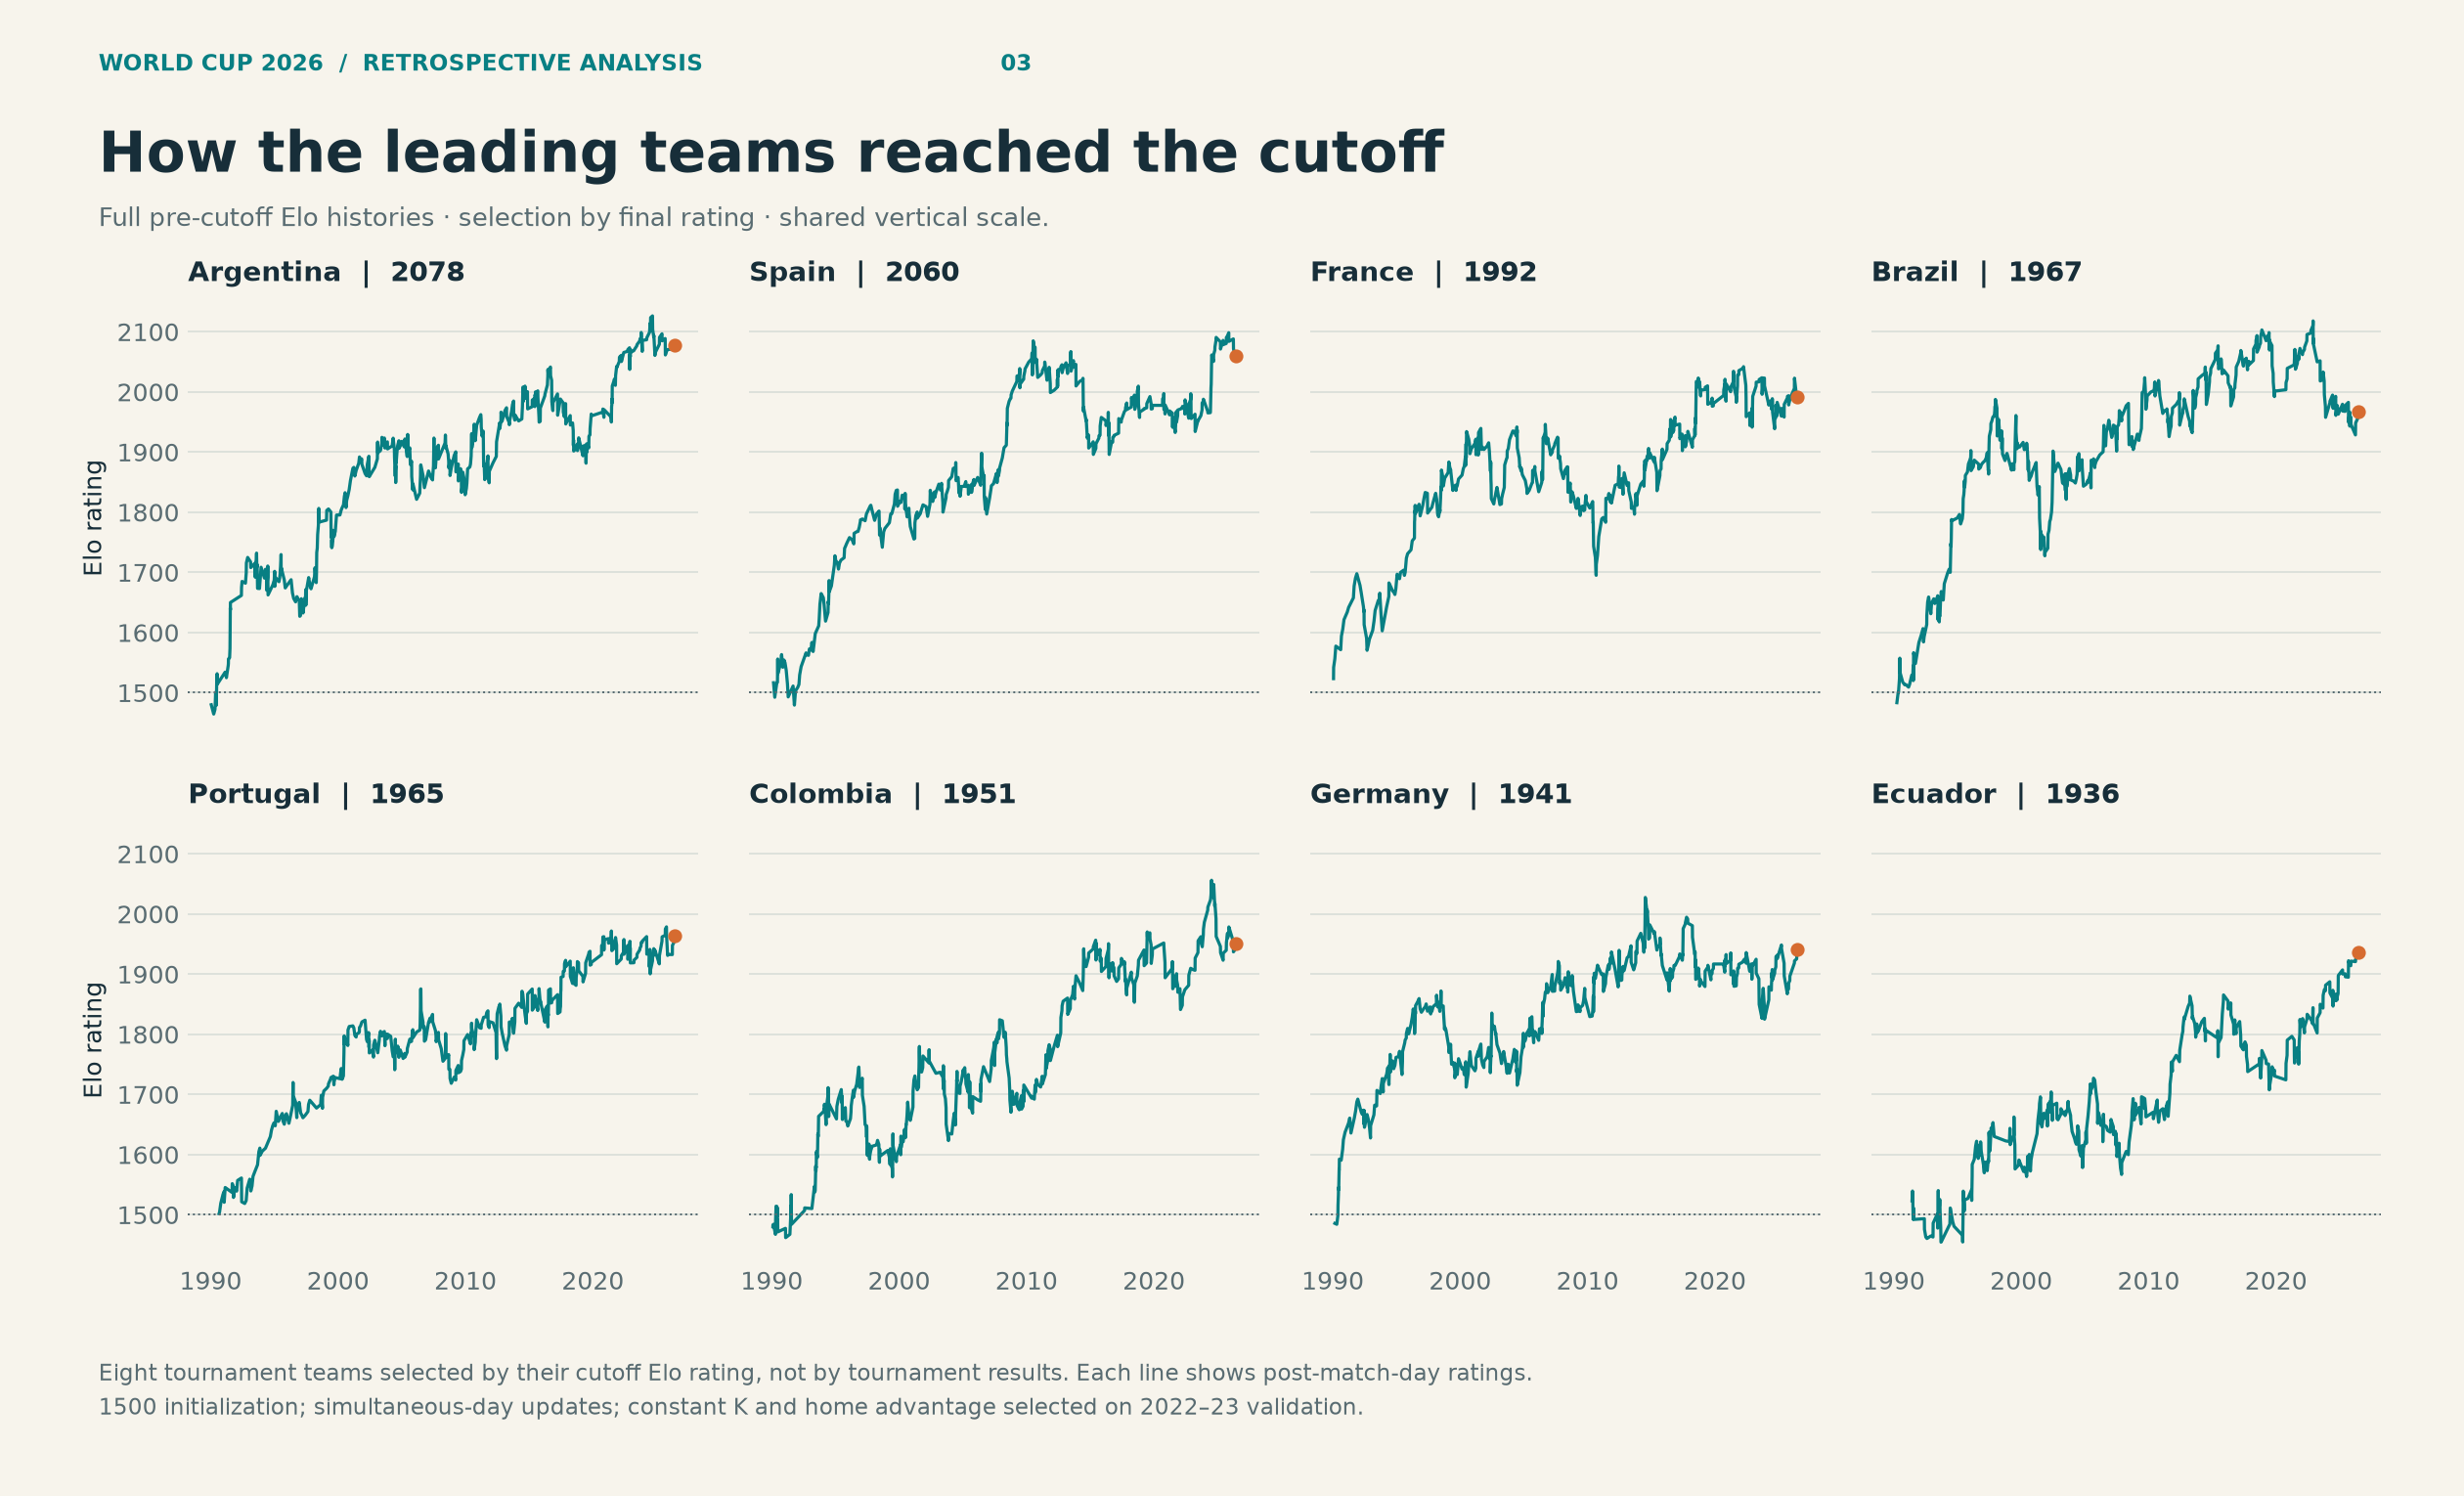 WORLD CUP 2026 / RETROSPECTIVE ANALYSIS 03
How the leading teams reached the cutoff
Full pre-cutoff Elo histories · selection by final rating · shared vertical scale.
Argentina | 2078
Spain | 2060
France | 1992
Brazil | 1967
Elo rating
2100
2000
1900
1800
1700
1600
1500
Portugal | 1965
Colombia | 1951
Germany | 1941
Ecuador | 1936
Elo rating
2100
2000
1900
1800
1700
1600
1500
1990 2000 2010 2020
1990 2000 2010 2020
1990 2000 2010 2020
1990 2000 2010 2020
Eight tournament teams selected by their cutoff Elo rating, not by tournament results. Each line shows post-match-day ratings.
1500 initialization; simultaneous-day updates; constant K and home advantage selected on 2022–23 validation.